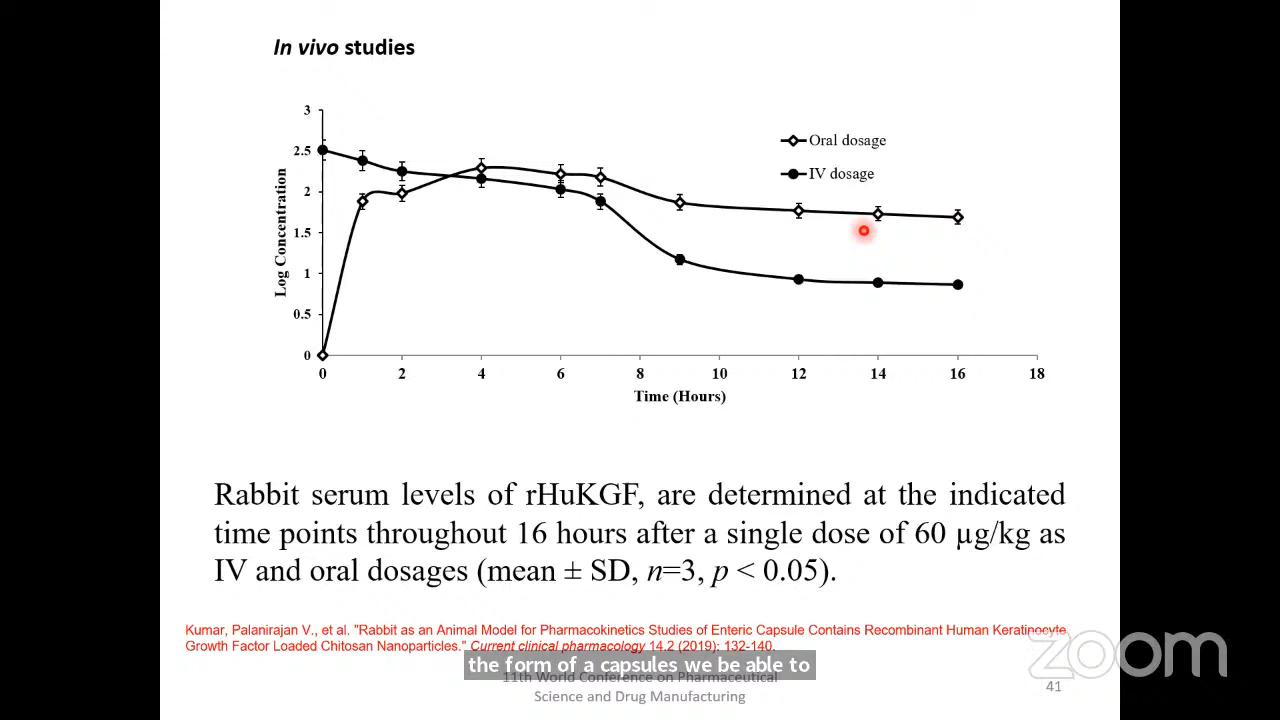 In vivo studies
3
2.5
2
1.5
1
0.5
0
Log Concentration
Oral dosage
IV dosage
0 2 4 6 8 10 12 14 16 18
Time (Hours)
Rabbit serum levels of rHuKGF, are determined at the indicated
time points throughout 16 hours after a single dose of 60 µg/kg as
IV and oral dosages (mean ± SD, n=3, p < 0.05).
Kumar, Palanirajan V., et al. "Rabbit as an Animal Model for Pharmacokinetics Studies of Enteric Capsule Contains Recombinant Human Keratinocyte
Growth Factor Loaded Chitosan Nanoparticles." Current clinical pharmacology 14.2 (2019): 132-140.
the form of a capsules we be able to
11th World Conference on Pharmaceutical
Science and Drug Manufacturing
41
zoom